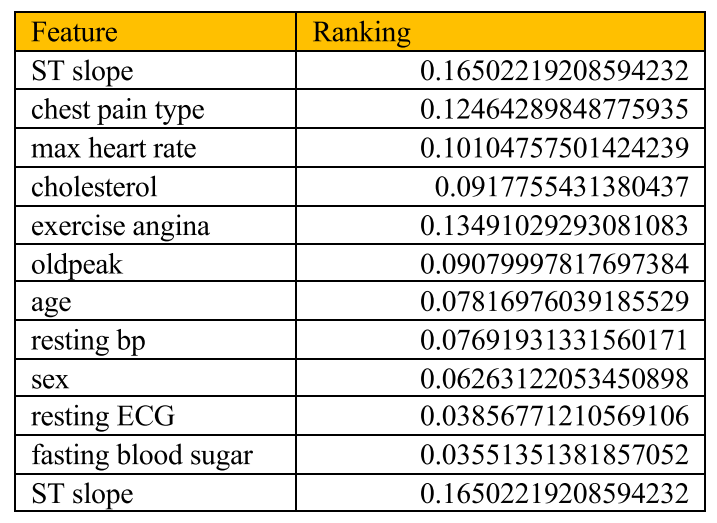 Feature Ranking
ST slope 0.16502219208594232
chest pain type 0.12464289848775935
max heart rate 0.10104757501424239
cholesterol 0.0917755431380437
exercise angina 0.13491029293081083
oldpeak 0.09079997817697384
age 0.07816976039185529
resting bp 0.07691931331560171
sex 0.06263122053450898
resting ECG 0.03856771210569106
fasting blood sugar 0.03551351381857052
ST slope 0.16502219208594232